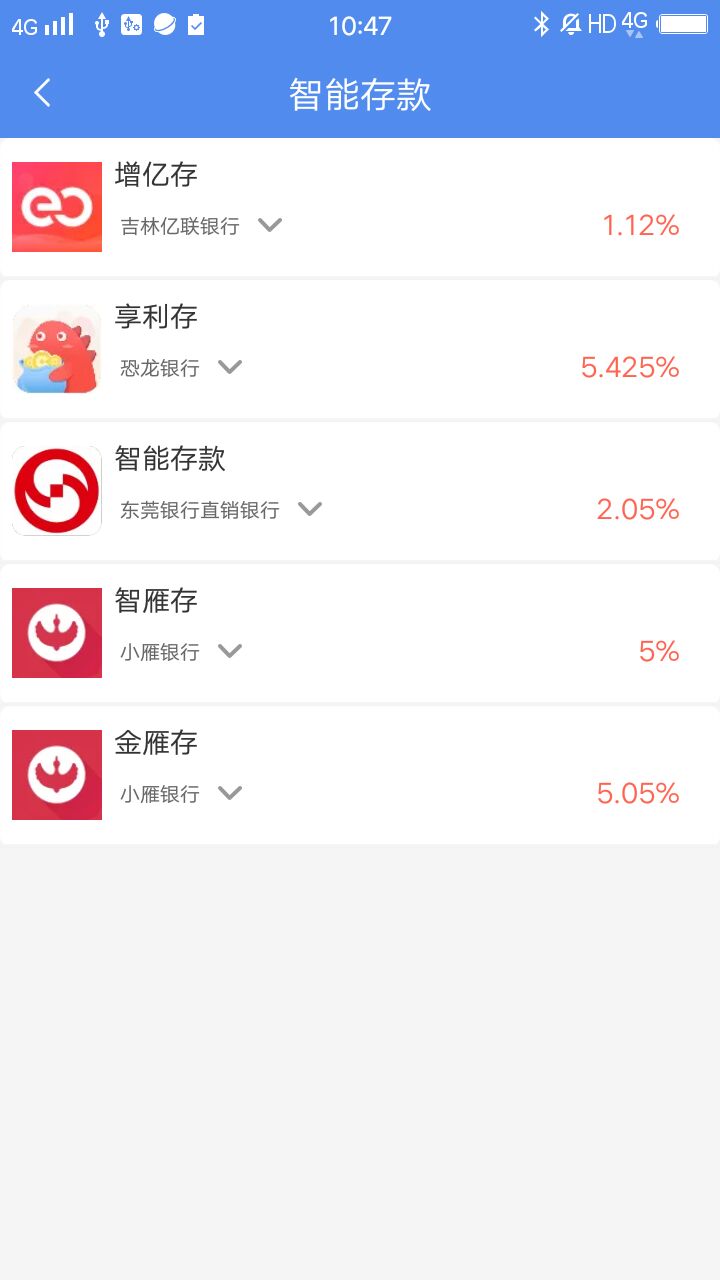 4G 10:47 HD 4G
智能存款
增亿存
吉林亿联银行
1.12%
享利存
恐龙银行
5.425%
智能存款
东莞银行直销银行
2.05%
智雁存
小雁银行
5%
金雁存
小雁银行
5.05%